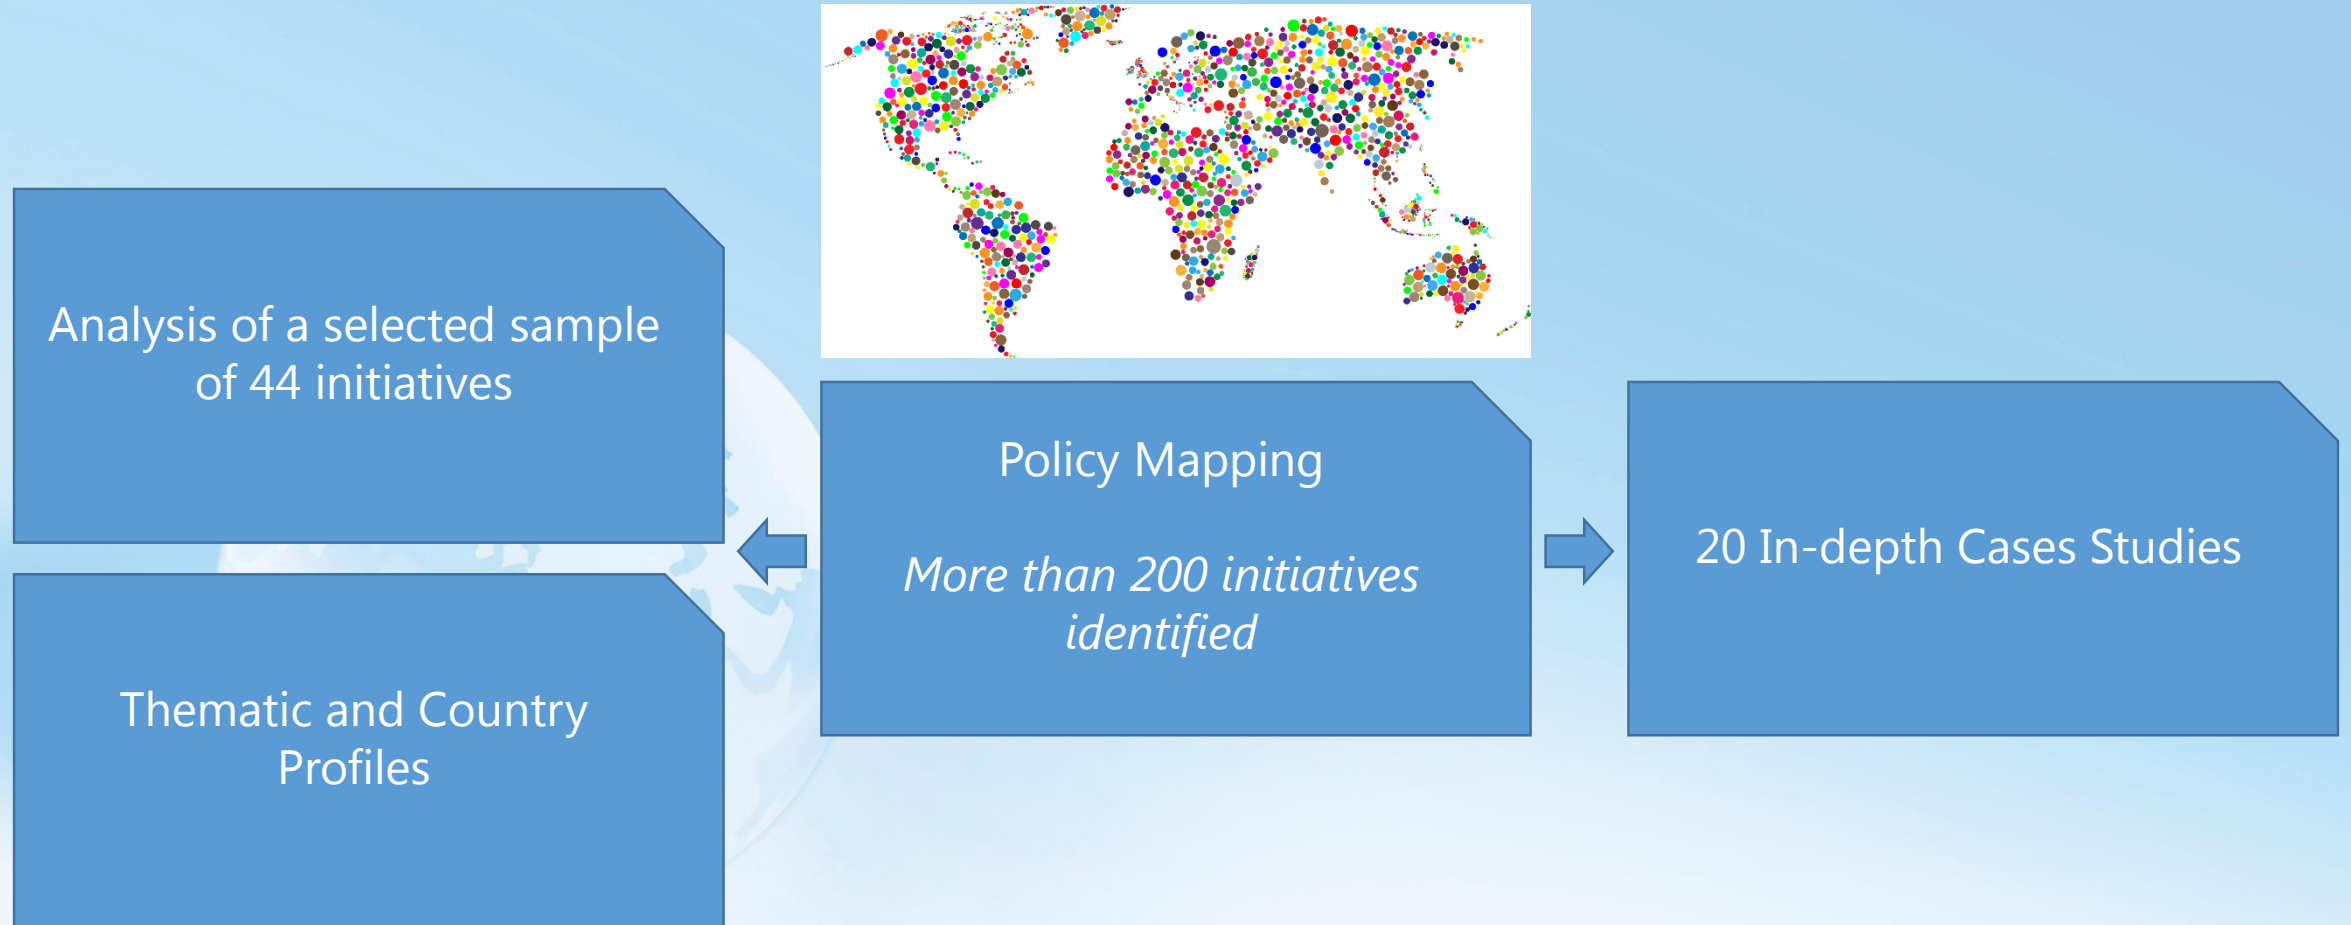 Analysis of a selected sample
of 44 initiatives
Thematic and Country
Profiles
Policy Mapping
More than 200 initiatives
identified
20 In-depth Cases Studies